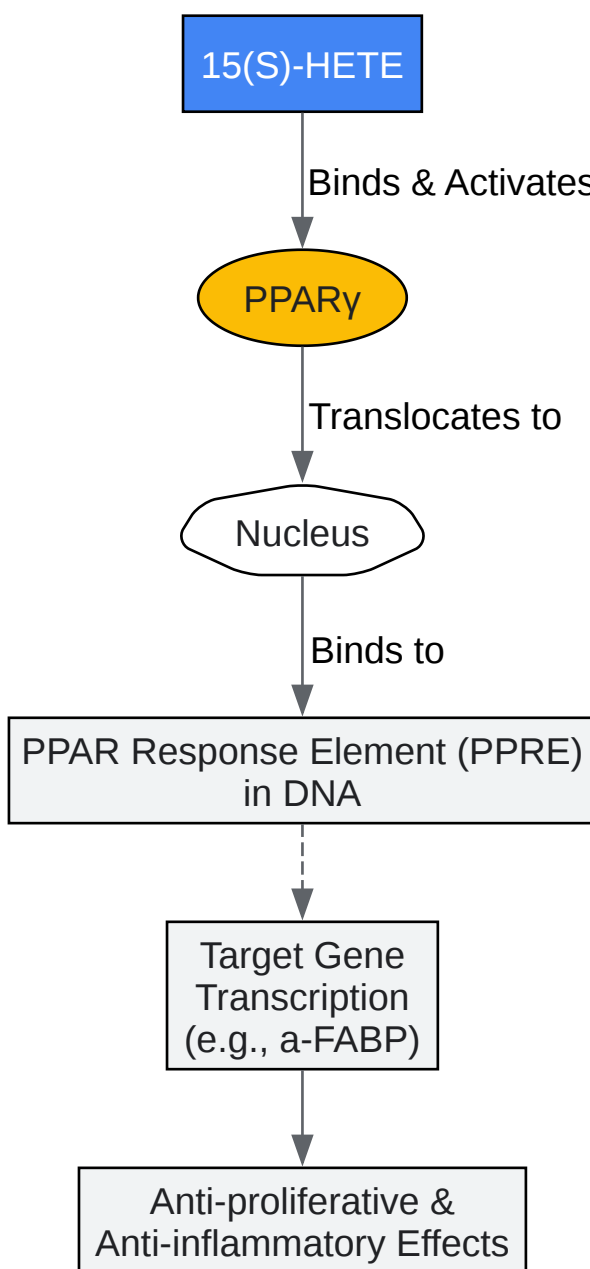 15(S)-HETE
Binds & Activates
PPARγ
Translocates to
Nucleus
Binds to
PPAR Response Element (PPRE)
in DNA
Target Gene
Transcription
(e.g., a-FABP)
Anti-proliferative &
Anti-inflammatory Effects